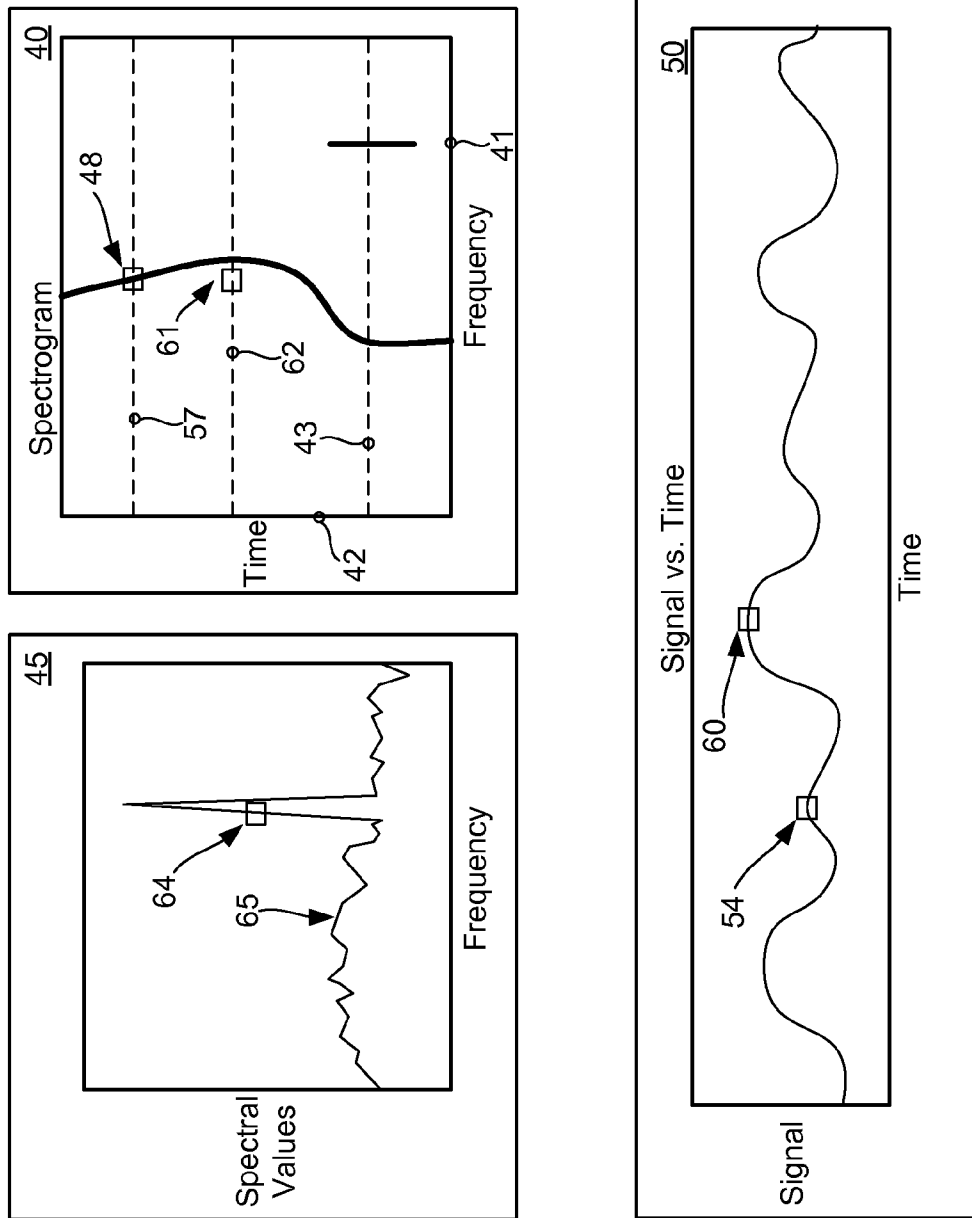 45
Spectral
Values
64
65
Frequency
Spectrogram
40
48
61
57
62
43
Time
42
Frequency
41
Signal vs. Time
50
60
54
Signal
Time